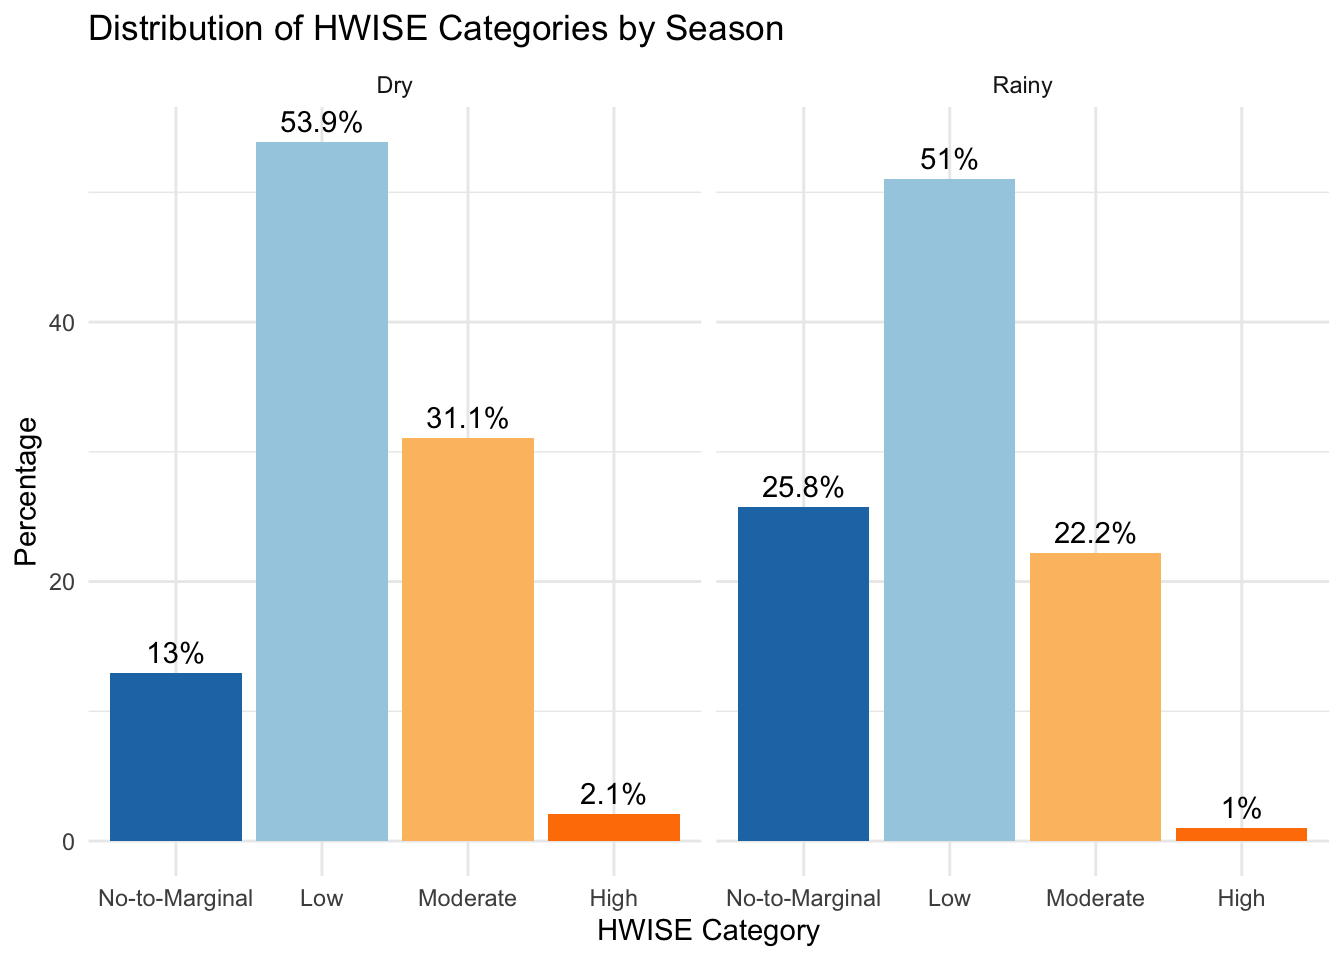 Distribution of HWISE Categories by Season
Dry
Rainy
53.9%
51%
40
31.1%
25.8%
22.2%
20
13%
2.1%
1%
0
Percentage
No-to-Marginal
Low
Moderate
High
No-to-Marginal
Low
Moderate
High
HWISE Category